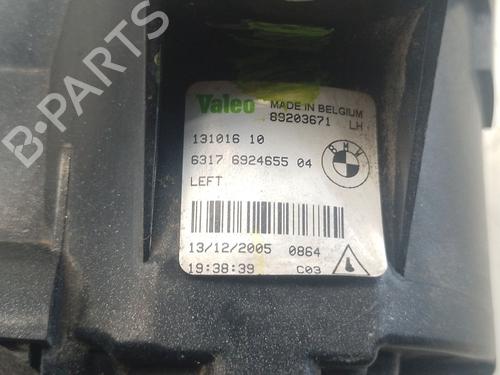 Valeo MADE IN BELGIUM
89203671 LH
131016 10
6317 6924655 04
BMW
LEFT
13/12/2005 0864
19:38:39 C03
B-PARTS